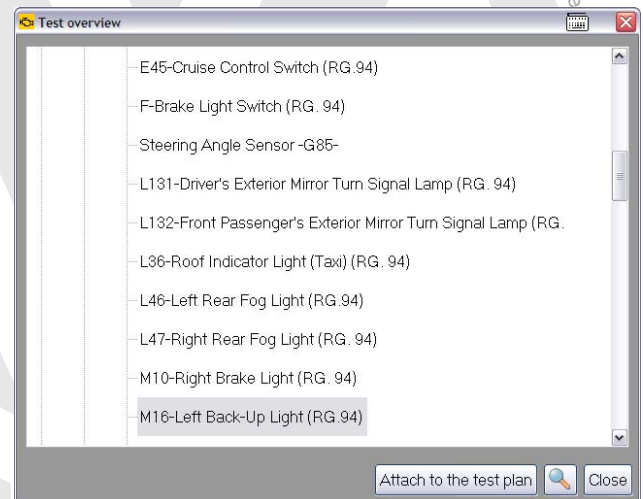 Test overview
E45-Cruise Control Switch (RG.94)
F-Brake Light Switch (RG. 94)
Steering Angle Sensor -G85-
L131-Driver's Exterior Mirror Turn Signal Lamp (RG. 94)
L132-Front Passenger's Exterior Mirror Turn Signal Lamp (RG.
L36-Roof Indicator Light (Taxi) (RG. 94)
L46-Left Rear Fog Light (RG.94)
L47-Right Rear Fog Light (RG. 94)
M10-Right Brake Light (RG. 94)
M16-Left Back-Up Light (RG.94)
Attach to the test plan
Close